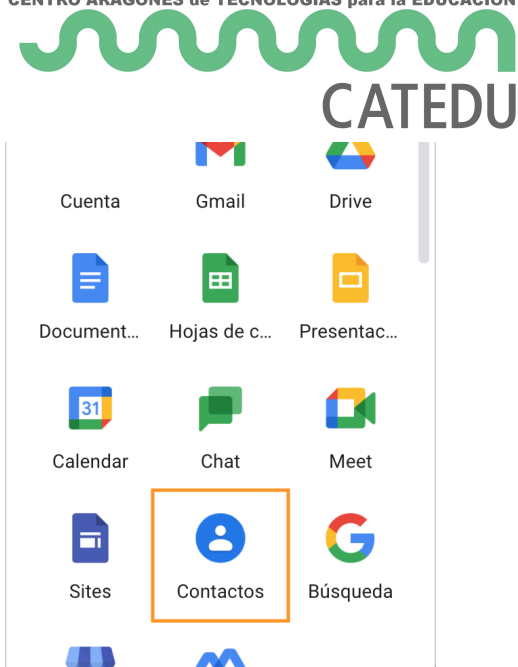 CENTRO ARAGONÉS de TECNOLOGÍAS para la EDUCACIÓN
CATEDU
Cuenta Gmail Drive
Document... Hojas de c... Presentac...
31
Calendar Chat Meet
Sites Contactos Búsqueda